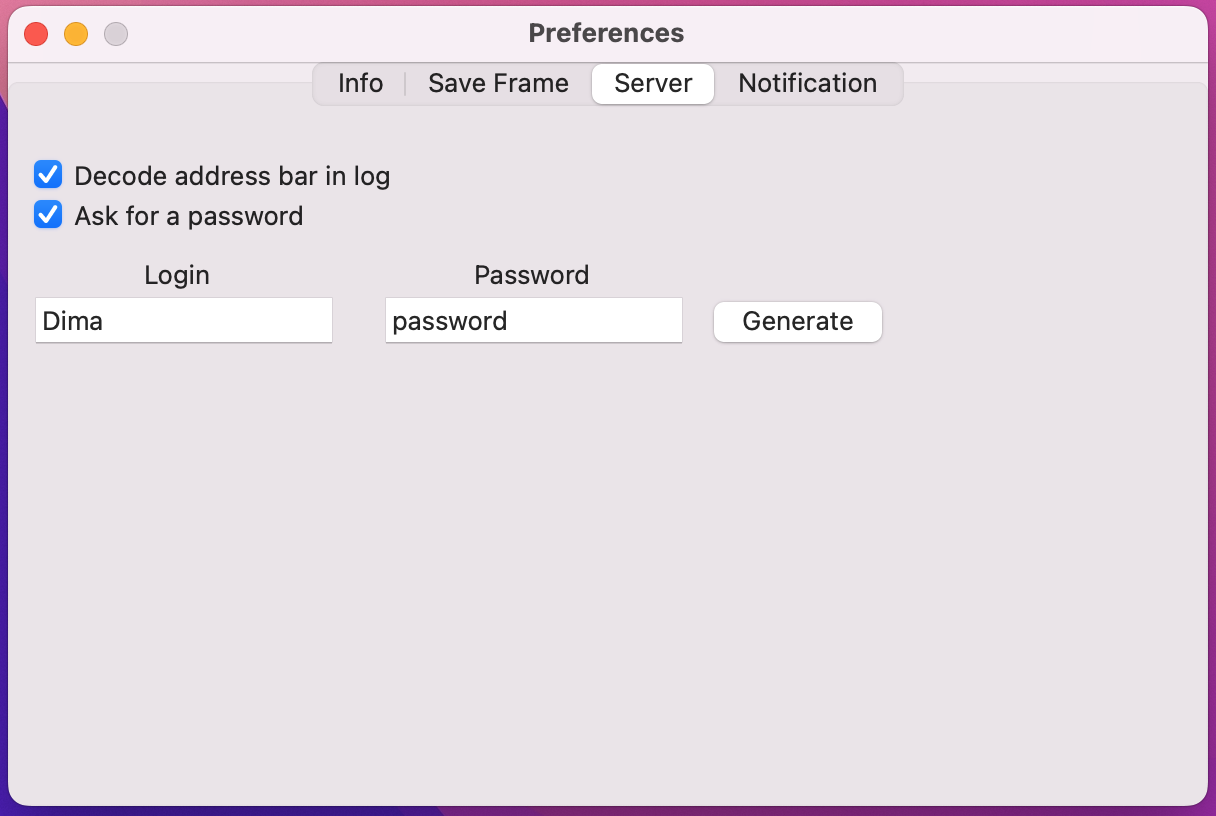 Preferences
Info Save Frame Server Notification
Decode address bar in log
Ask for a password
Login Password
Dima password Generate